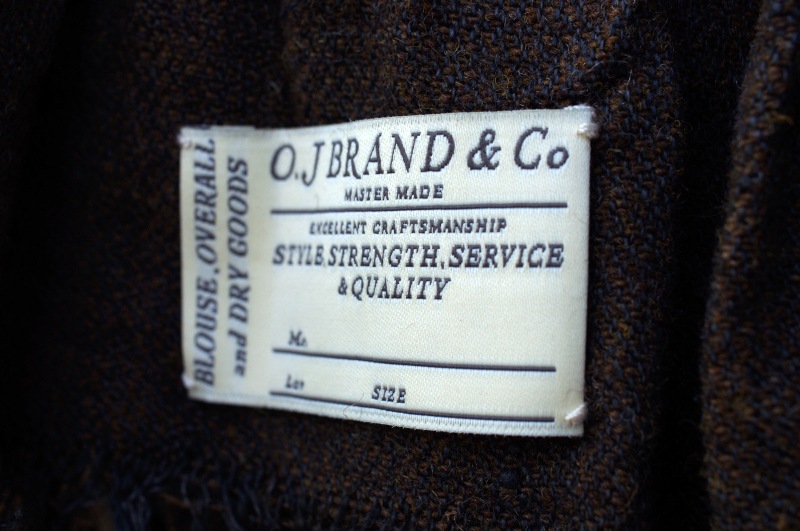 BLOUSE, OVERALL
and DRY GOODS
O.J BRAND & Co
MASTER MADE
EXCELLENT CRAFTSMANSHIP
STYLE, STRENGTH, SERVICE
& QUALITY
Mr.
Lot SIZE